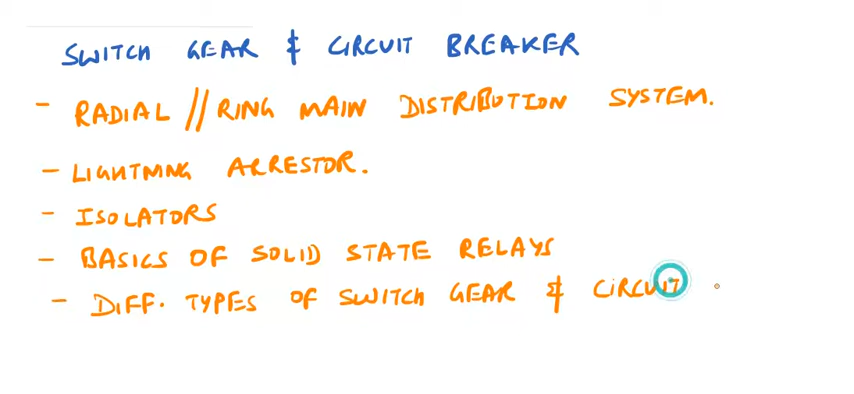 SWITCH GEAR & CIRCUIT BREAKER
- RADIAL // RING MAIN DISTRIBUTION SYSTEM.
- LIGHTNING ARRESTOR.
- ISOLATORS
- BASICS OF SOLID STATE RELAYS
- DIFF. TYPES OF SWITCH GEAR & CIRCUIT